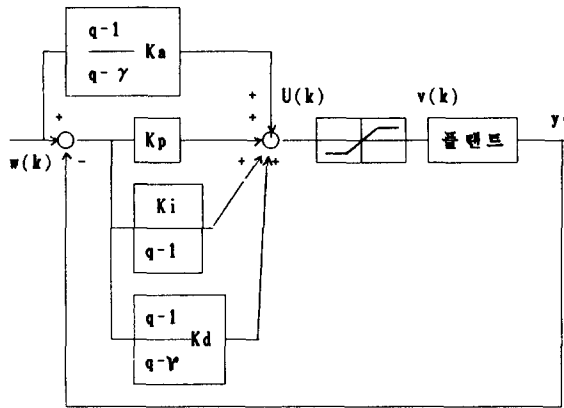 q-1
q-γ
Ka
U(k)
v(k)
y
+
+
+
-
w(k)
Kp
플랜트
+
+
Ki
q-1
q-1
q-γ
Kd